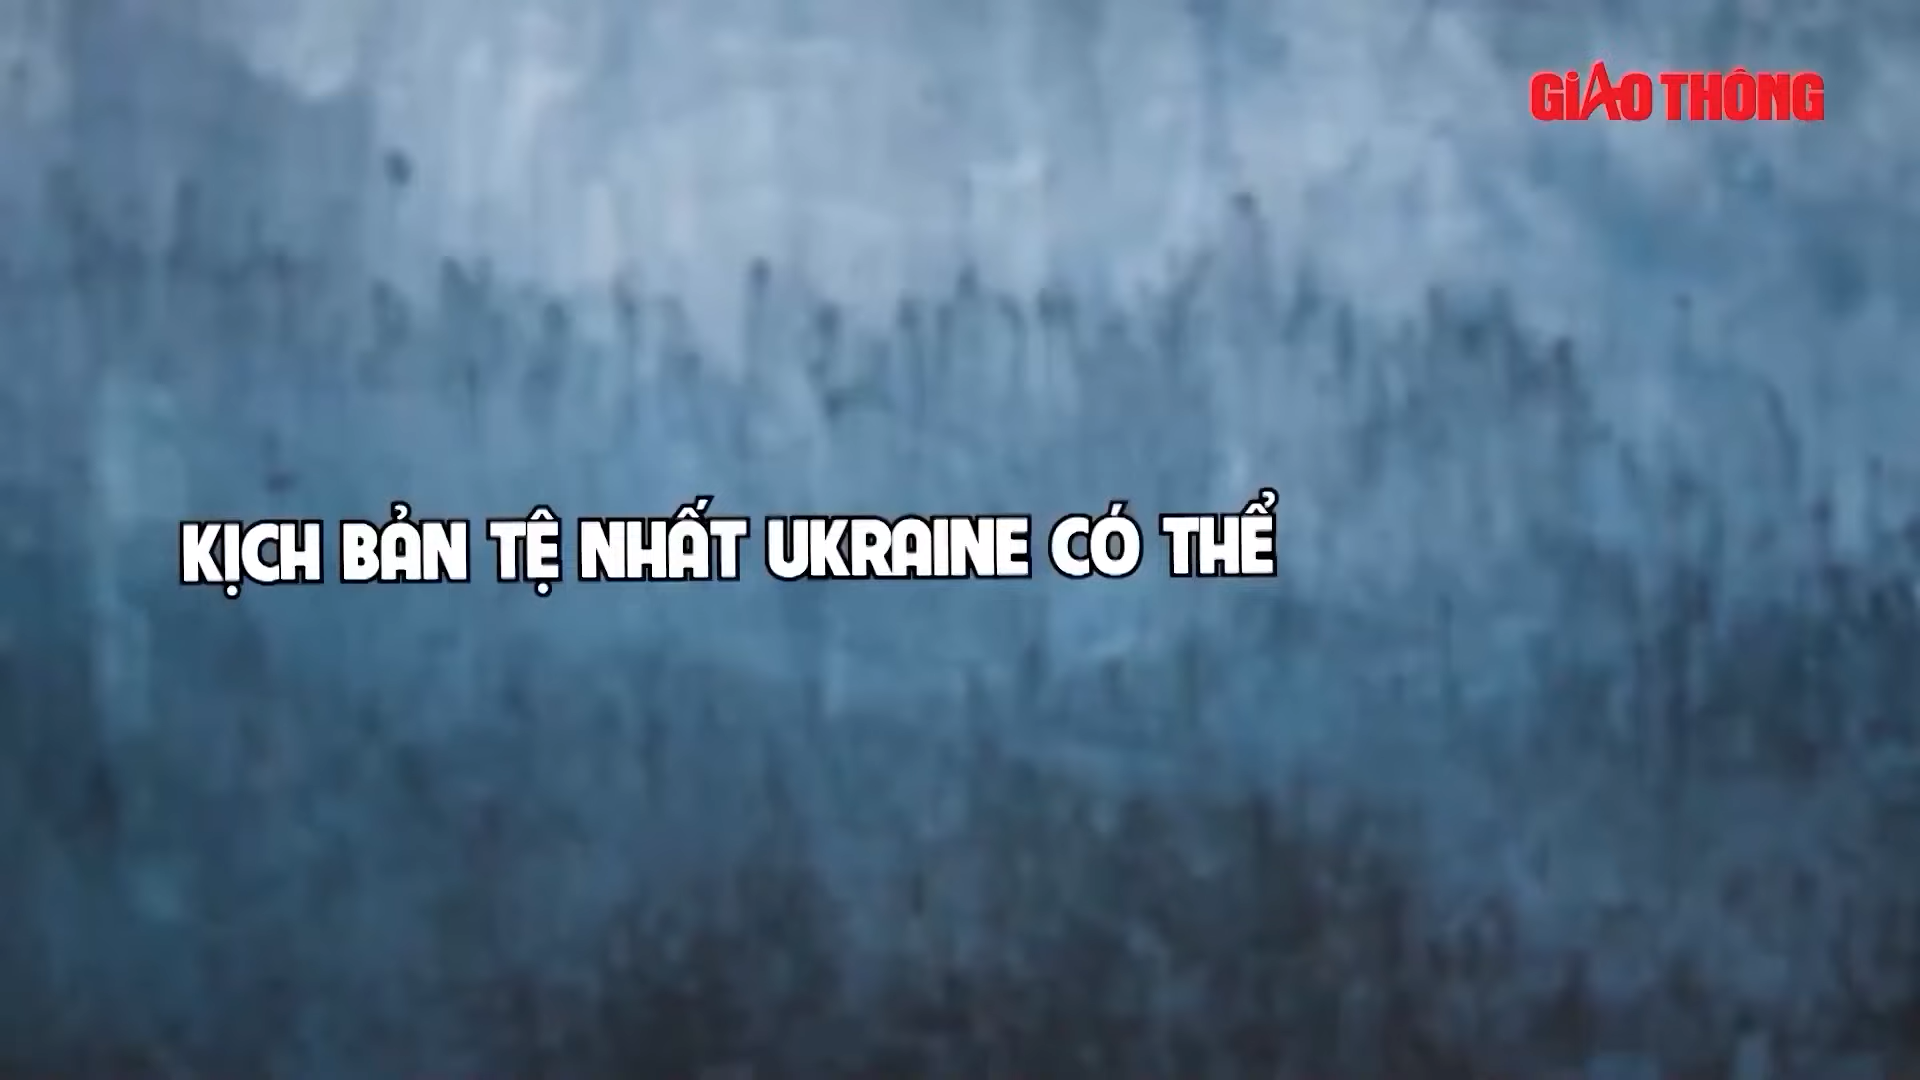 GIAO THÔNG
KỊCH BẢN TỆ NHẤT UKRAINE CÓ THỂ